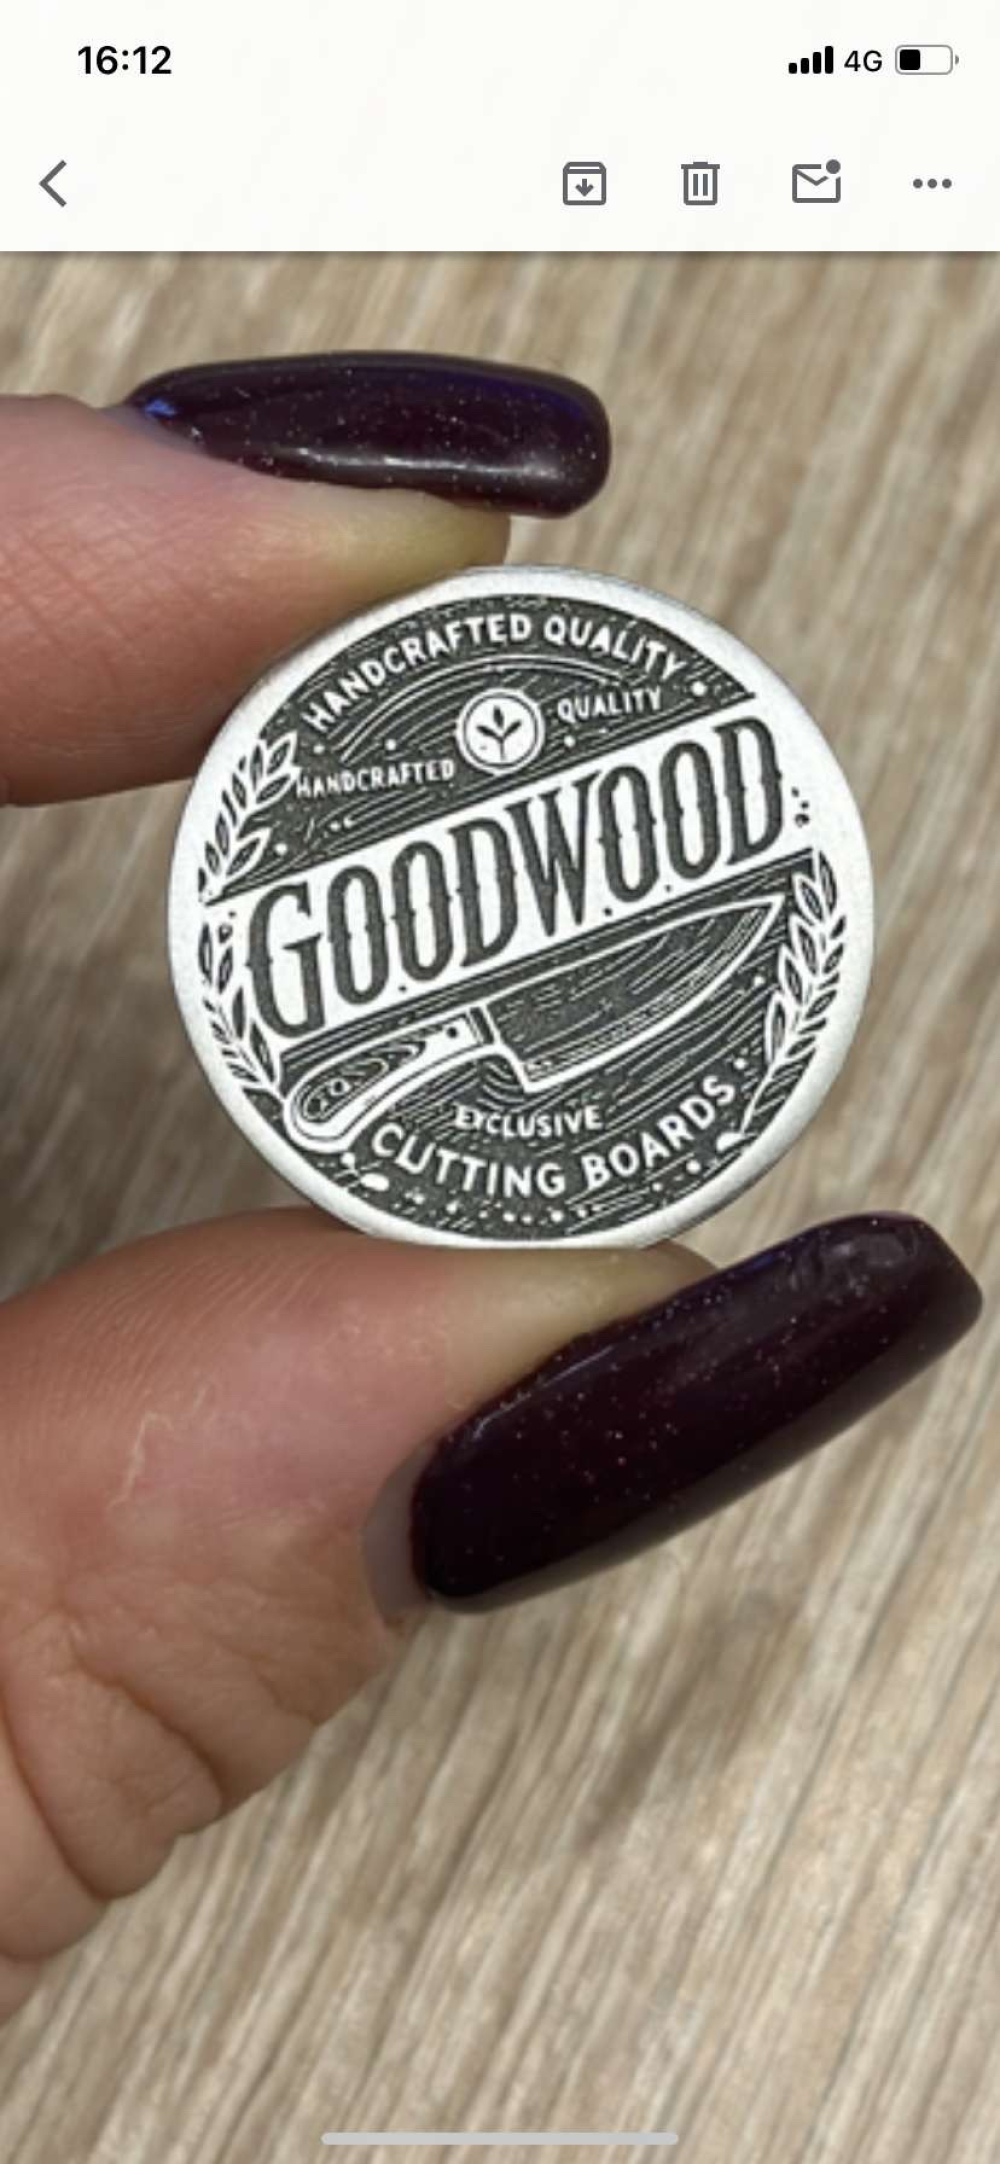 16:12
4G
HANDCRAFTED QUALITY
HANDCRAFTED QUALITY
GOODWOOD
EXCLUSIVE
CUTTING BOARDS